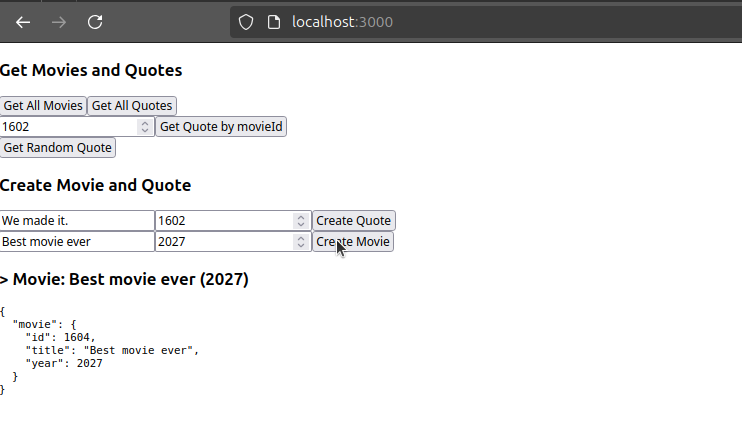 localhost:3000
Get Movies and Quotes
Get All Movies Get All Quotes
1602 Get Quote by movieId
Get Random Quote
Create Movie and Quote
We made it. 1602 Create Quote
Best movie ever 2027 Create Movie
> Movie: Best movie ever (2027)
{
  "movie": {
    "id": 1604,
    "title": "Best movie ever",
    "year": 2027
  }
}